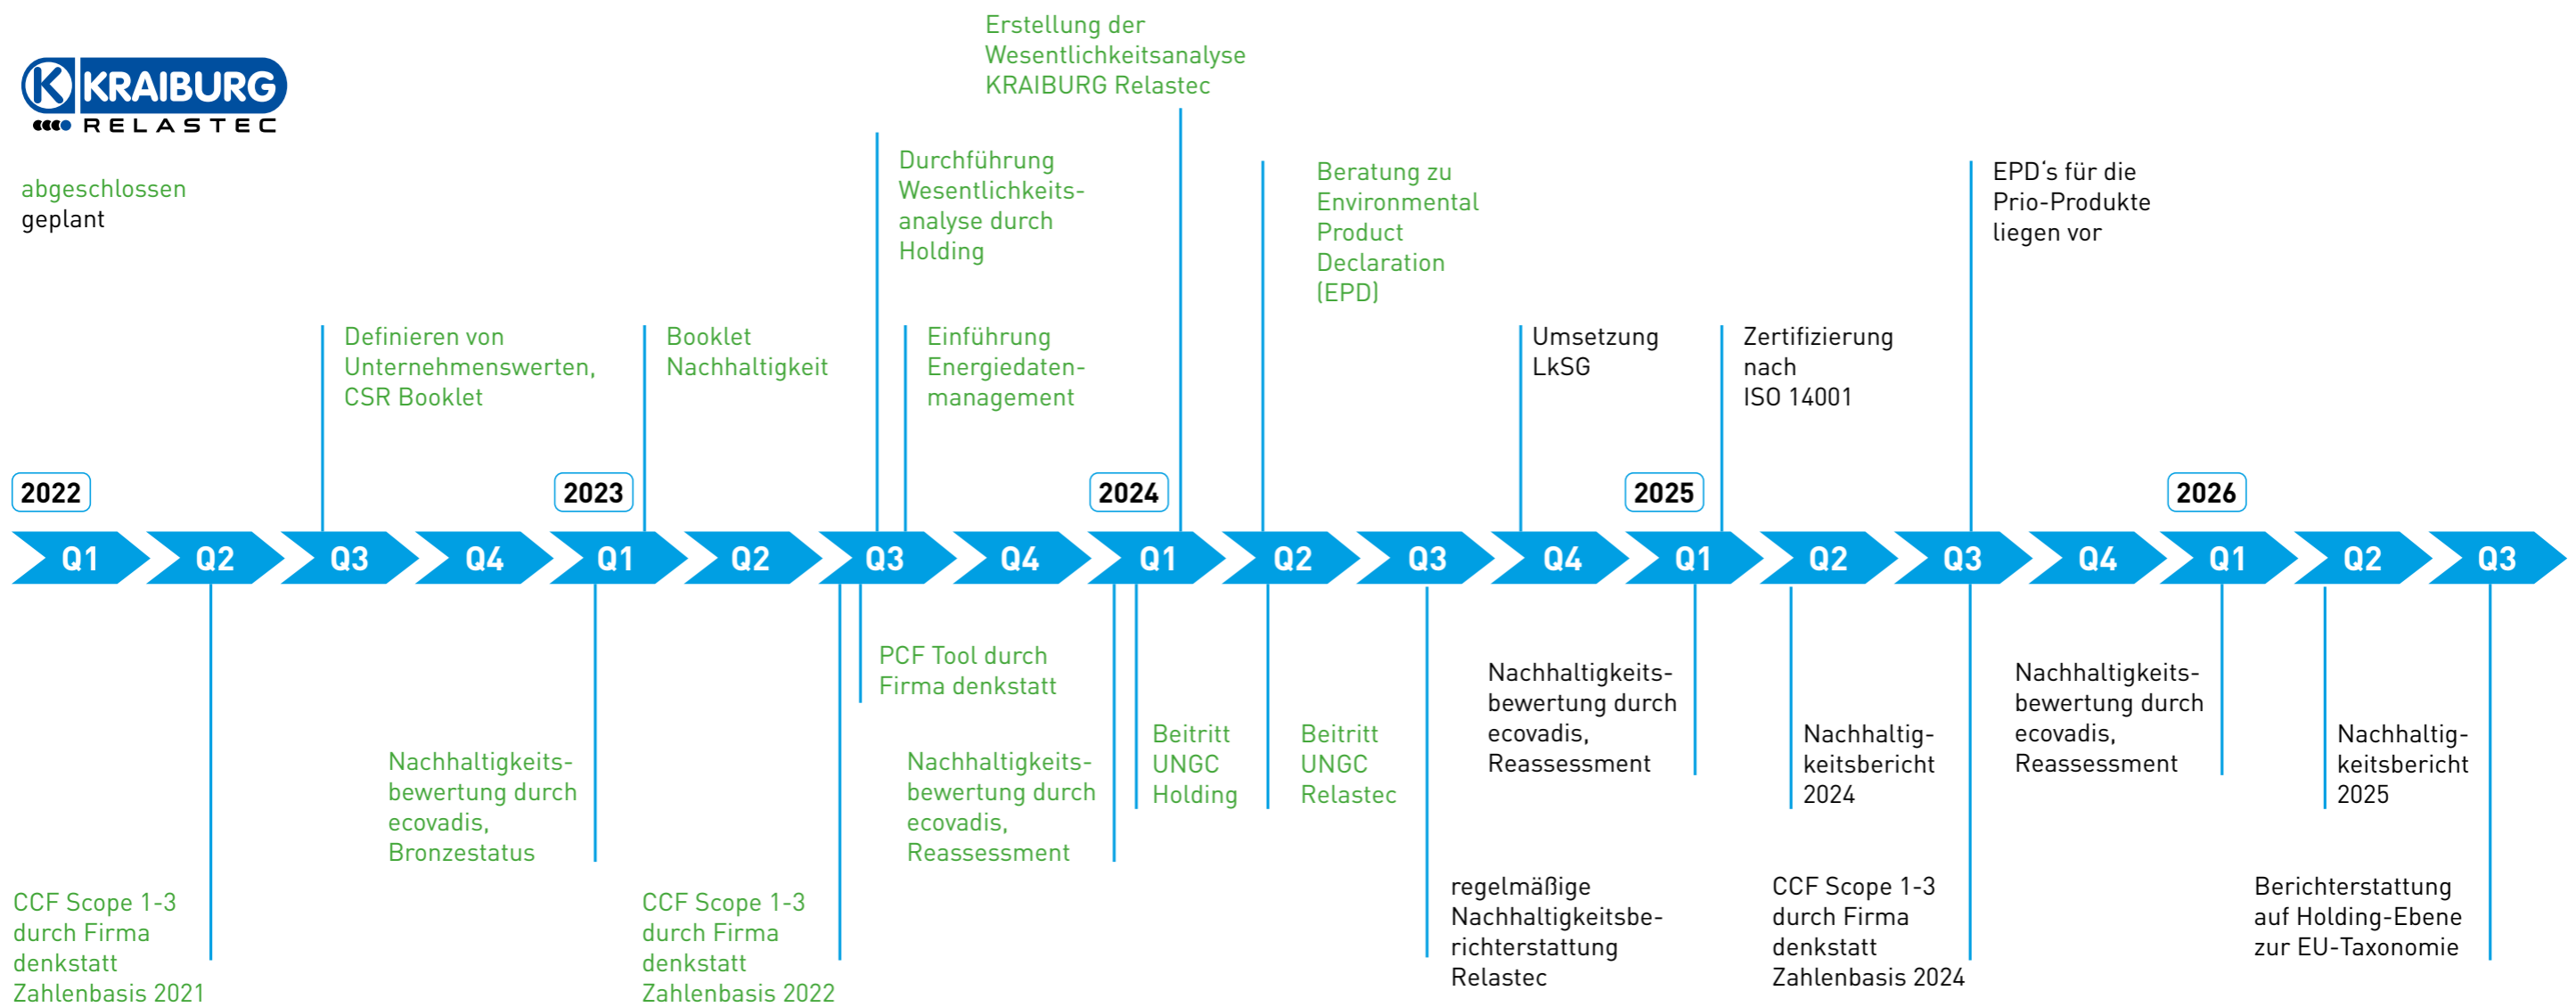 KRAIBURG
RELASTEC
abgeschlossen
geplant
Erstellung der
Wesentlichkeitsanalyse
KRAIBURG Relastec
Durchführung
Wesentlichkeits-
analyse durch
Holding
Beratung zu
Environmental
Product
Declaration
(EPD)
EPD‘s für die
Prio-Produkte
liegen vor
Definieren von
Unternehmenswerten,
CSR Booklet
Booklet
Nachhaltigkeit
Einführung
Energiedaten-
management
Umsetzung
LkSG
Zertifizierung
nach
ISO 14001
2022
2023
2024
2025
2026
Q1
Q2
Q3
Q4
Q1
Q2
Q3
Q4
Q1
Q2
Q3
Q4
Q1
Q2
Q3
Q4
Q1
Q2
Q3
CCF Scope 1-3
durch Firma
denkstatt
Zahlenbasis 2021
Nachhaltigkeits-
bewertung durch
ecovadis,
Bronzestatus
CCF Scope 1-3
durch Firma
denkstatt
Zahlenbasis 2022
PCF Tool durch
Firma denkstatt
Nachhaltigkeits-
bewertung durch
ecovadis,
Reassessment
Beitritt
UNGC
Holding
Beitritt
UNGC
Relastec
regelmäßige
Nachhaltigkeitsbe-
richterstattung
Relastec
Nachhaltigkeits-
bewertung durch
ecovadis,
Reassessment
Nachhaltig-
keitsbericht
2024
CCF Scope 1-3
durch Firma
denkstatt
Zahlenbasis 2024
Nachhaltigkeits-
bewertung durch
ecovadis,
Reassessment
Nachhaltig-
keitsbericht
2025
Berichterstattung
auf Holding-Ebene
zur EU-Taxonomie